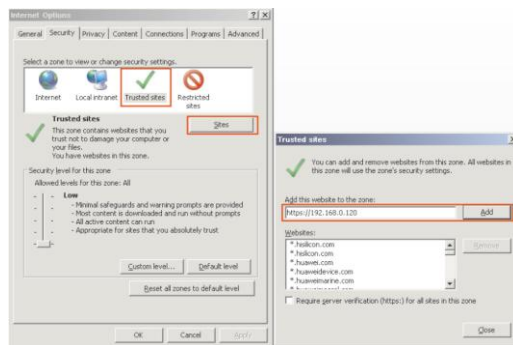 Internet Options
General Security Privacy Content Connections Programs Advanced
Select a zone to view or change security settings.
Internet Local intranet Trusted sites Restricted sites
Trusted sites
This zone contains websites that you
trust not to damage your computer or
your files.
You have websites in this zone.
Sites
Security level for this zone
Allowed levels for this zone: All
Low
- Minimal safeguards and warning prompts are provided
- Most content is downloaded and run without prompts
- All active content can run
- Appropriate for sites that you absolutely trust
Custom level... Default level
Reset all zones to default level
OK Cancel Apply
Trusted sites
You can add and remove websites from this zone. All websites in
this zone will use the zone's security settings.
Add this website to the zone:
https://192.168.0.120 Add
Websites:
*.hisilicon.com
*.hsilicon.com
*.huawei.com
*.huaweidevice.com
*.huaweimarine.com
Remove
Require server verification (https:) for all sites in this zone
Close